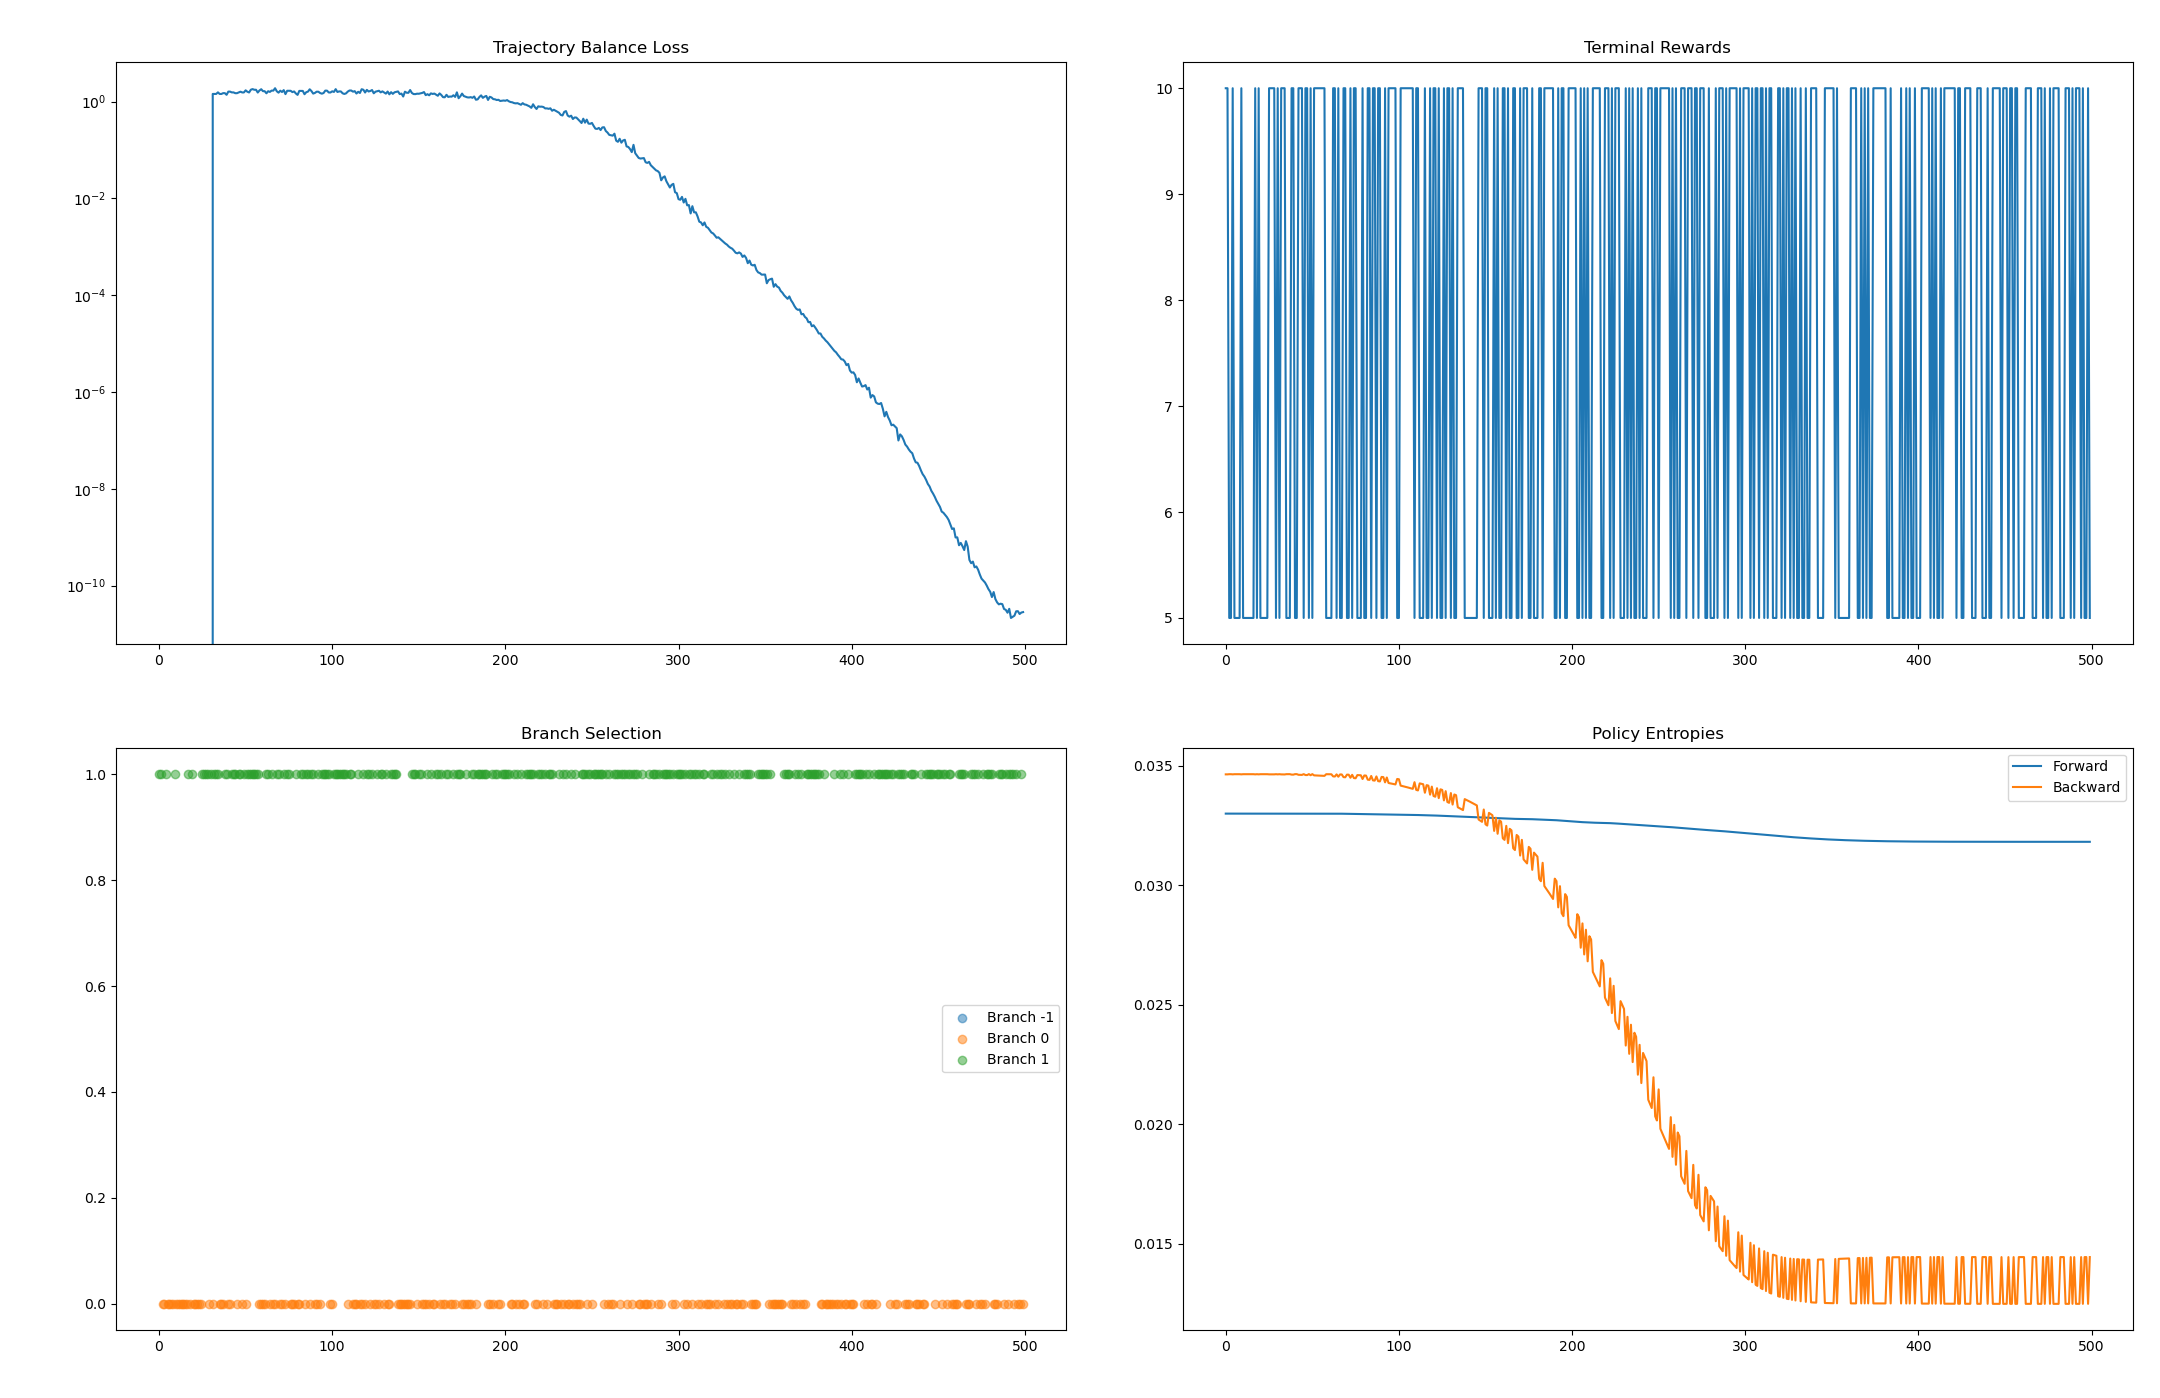 Trajectory Balance Loss
10⁰
10⁻²
10⁻⁴
10⁻⁶
10⁻⁸
10⁻¹⁰
0 100 200 300 400 500
Terminal Rewards
10
9
8
7
6
5
0 100 200 300 400 500
Branch Selection
1.0
0.8
0.6
0.4
0.2
0.0
Branch -1
Branch 0
Branch 1
0 100 200 300 400 500
Policy Entropies
0.035
0.030
0.025
0.020
0.015
Forward
Backward
0 100 200 300 400 500